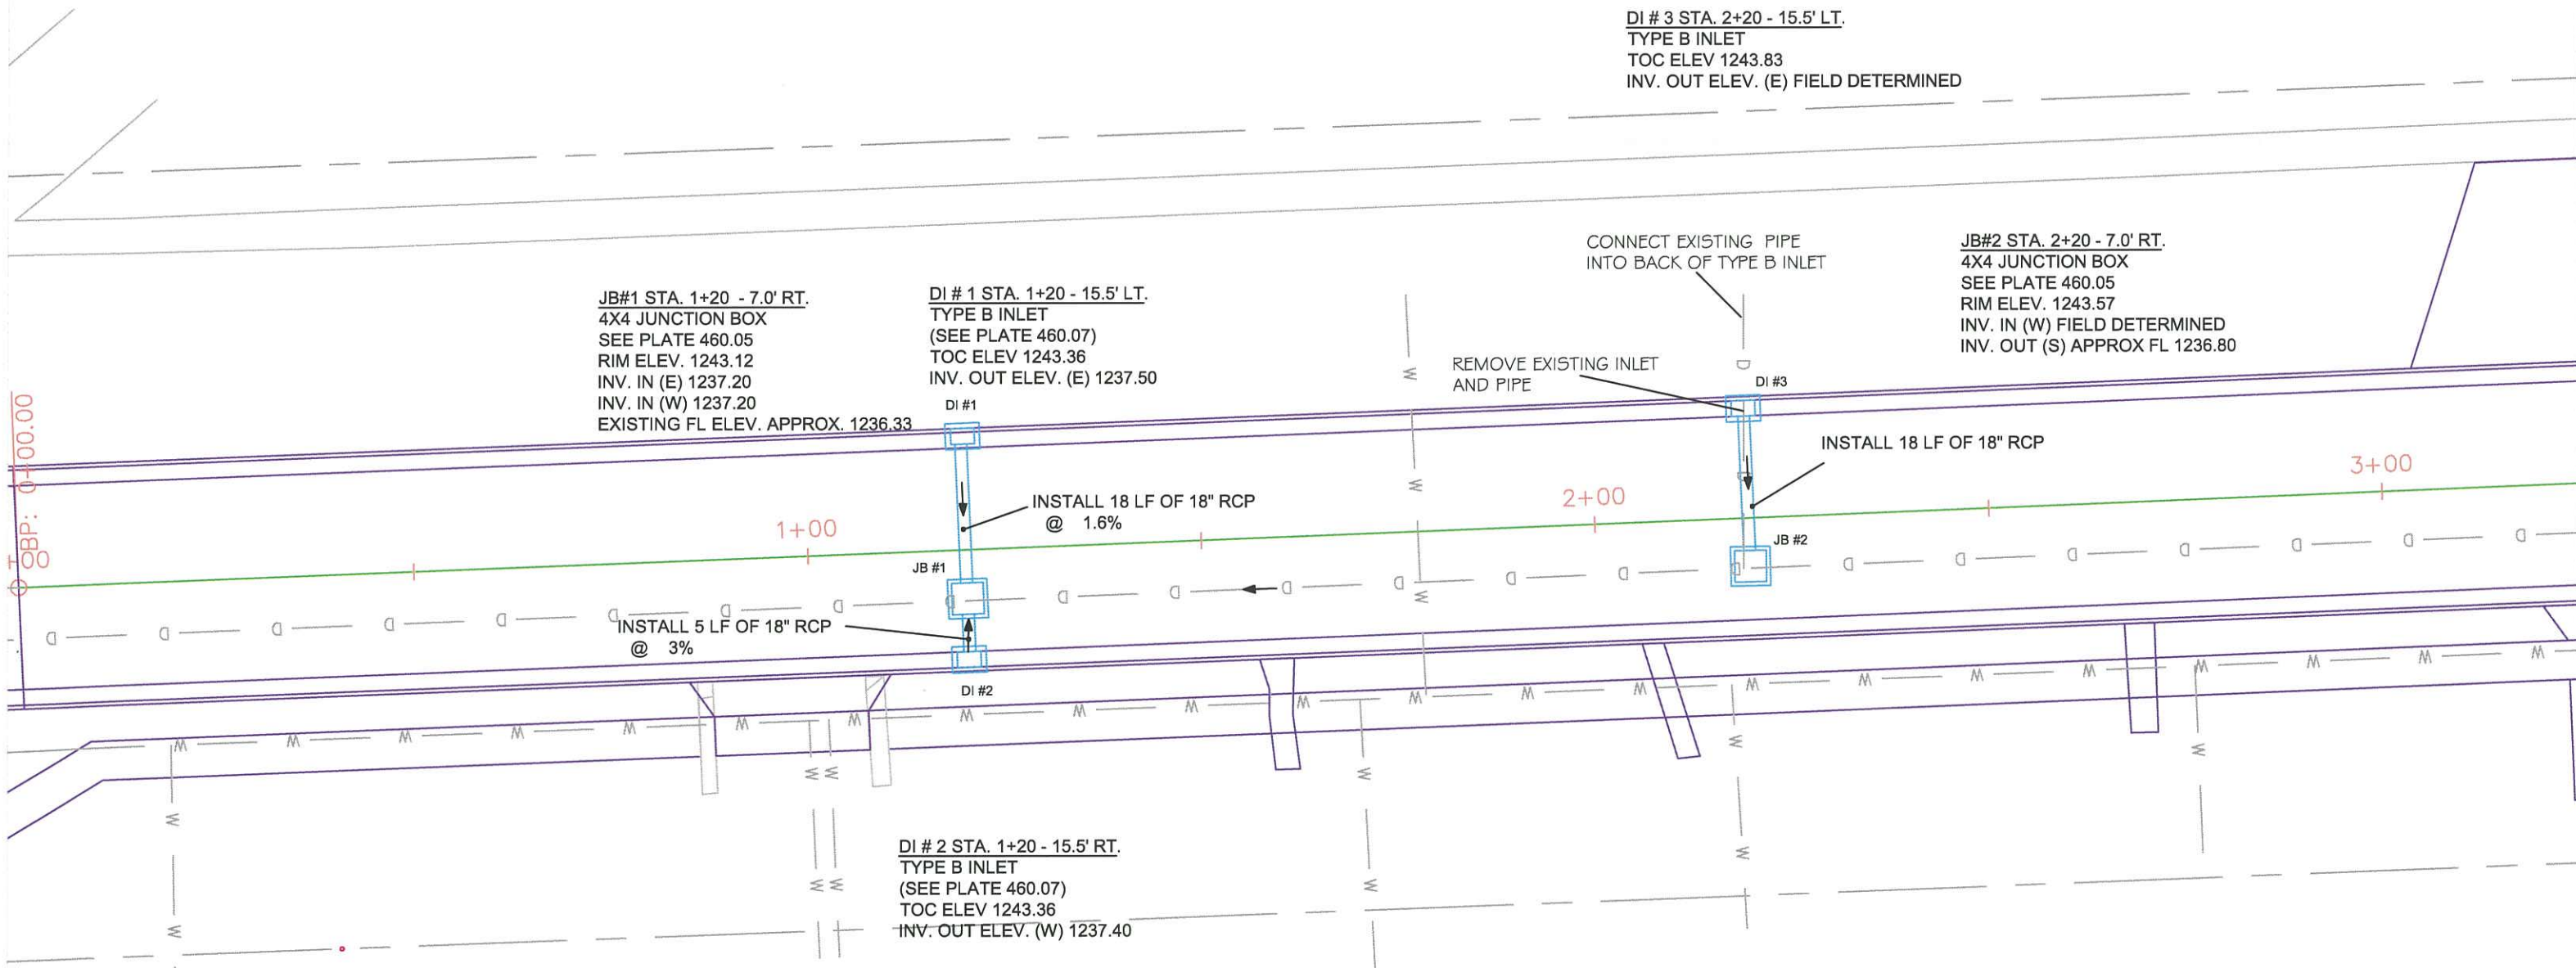 DI # 3 STA. 2+20 - 15.5' LT.
TYPE B INLET
TOC ELEV 1243.83
INV. OUT ELEV. (E) FIELD DETERMINED
CONNECT EXISTING PIPE
INTO BACK OF TYPE B INLET
JB#2 STA. 2+20 - 7.0' RT.
4X4 JUNCTION BOX
SEE PLATE 460.05
RIM ELEV. 1243.57
INV. IN (W) FIELD DETERMINED
INV. OUT (S) APPROX FL 1236.80
JB#1 STA. 1+20 - 7.0' RT.
4X4 JUNCTION BOX
SEE PLATE 460.05
RIM ELEV. 1243.12
INV. IN (E) 1237.20
INV. IN (W) 1237.20
EXISTING FL ELEV. APPROX. 1236.33
DI # 1 STA. 1+20 - 15.5' LT.
TYPE B INLET
(SEE PLATE 460.07)
TOC ELEV 1243.36
INV. OUT ELEV. (E) 1237.50
REMOVE EXISTING INLET
AND PIPE
DI #1
DI #3
W
D
INSTALL 18 LF OF 18" RCP
BP: 0+00.00
+00
1+00
2+00
3+00
INSTALL 18 LF OF 18" RCP
@ 1.6%
W
D
JB #1
JB #2
D D D D D D D D D D D D D D D D D D D D D D D
W
INSTALL 5 LF OF 18" RCP
@ 3%
DI #2
W W W W W W W W W W W W W W W W W W W W W W
W W W W W W
W W W W W
W
DI # 2 STA. 1+20 - 15.5' RT.
TYPE B INLET
(SEE PLATE 460.07)
TOC ELEV 1243.36
INV. OUT ELEV. (W) 1237.40